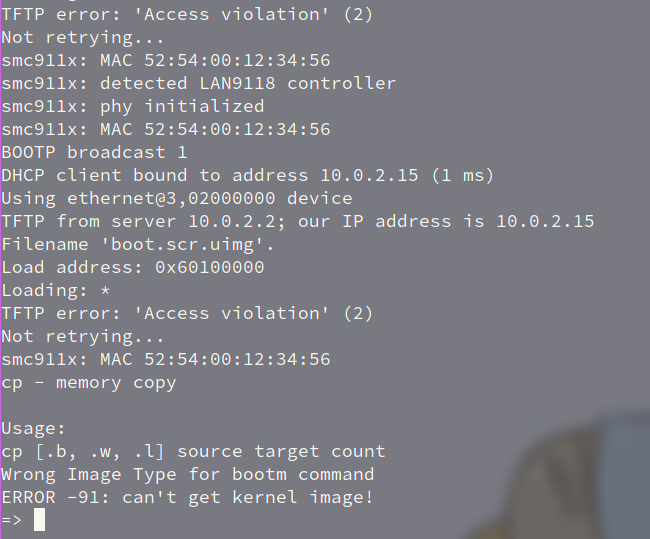 TFTP error: 'Access violation' (2)
Not retrying...
smc911x: MAC 52:54:00:12:34:56
smc911x: detected LAN9118 controller
smc911x: phy initialized
smc911x: MAC 52:54:00:12:34:56
BOOTP broadcast 1
DHCP client bound to address 10.0.2.15 (1 ms)
Using ethernet@3,02000000 device
TFTP from server 10.0.2.2; our IP address is 10.0.2.15
Filename 'boot.scr.uimg'.
Load address: 0x60100000
Loading: *
TFTP error: 'Access violation' (2)
Not retrying...
smc911x: MAC 52:54:00:12:34:56
cp - memory copy

Usage:
cp [.b, .w, .l] source target count
Wrong Image Type for bootm command
ERROR -91: can't get kernel image!
=>